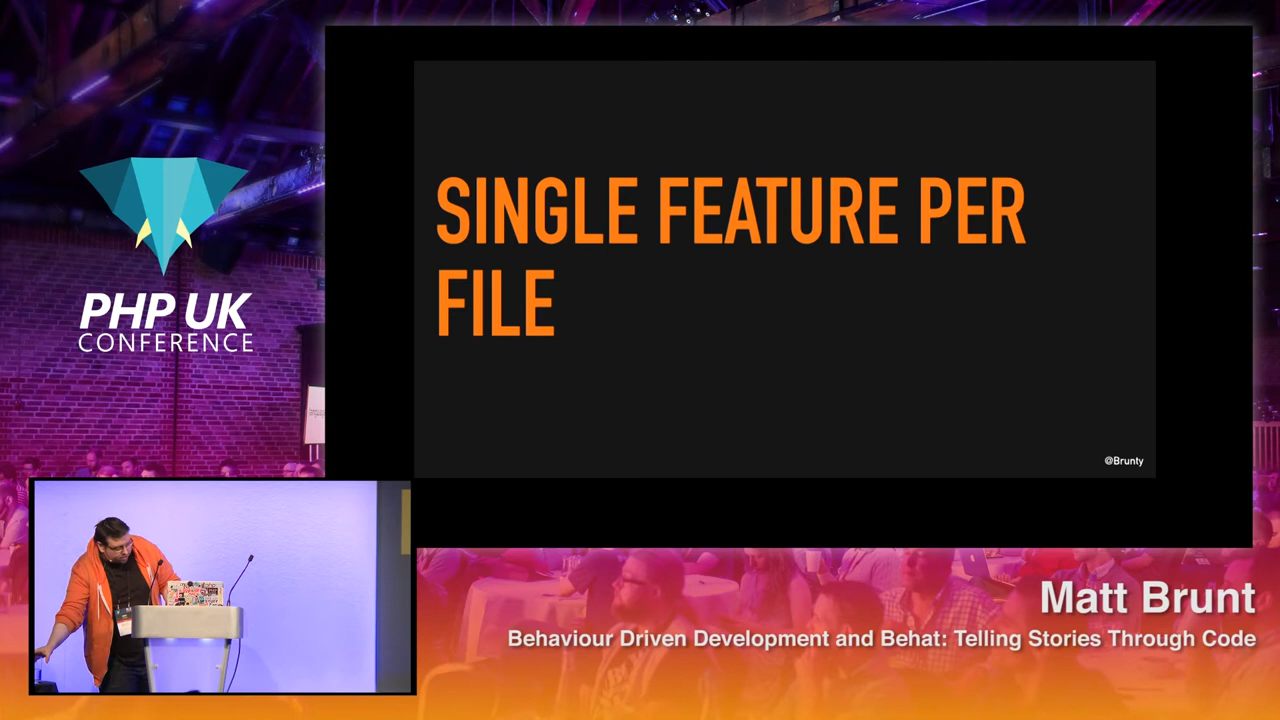 SINGLE FEATURE PER
FILE
@Brunty
PHP UK
CONFERENCE
Matt Brunt
Behaviour Driven Development and Behat: Telling Stories Through Code